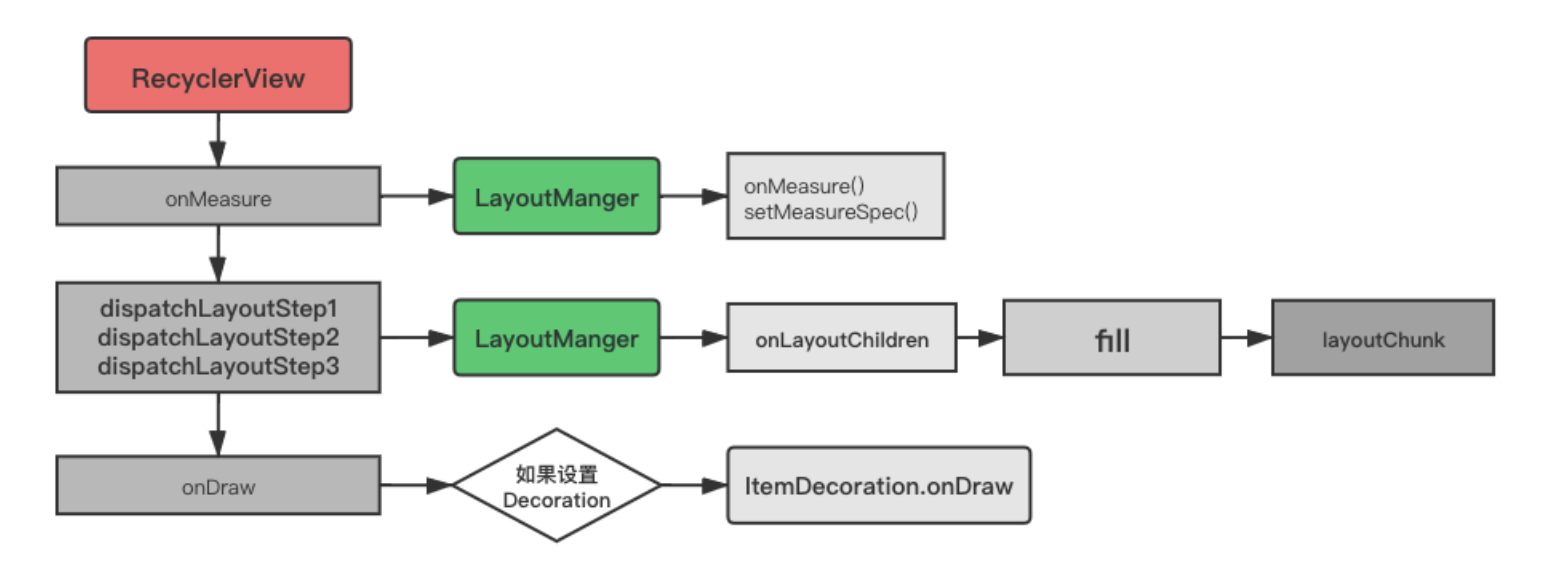 RecyclerView
onMeasure
LayoutManger
onMeasure()
setMeasureSpec()
dispatchLayoutStep1
dispatchLayoutStep2
dispatchLayoutStep3
LayoutManger
onLayoutChildren
fill
layoutChunk
onDraw
如果设置
Decoration
ItemDecoration.onDraw